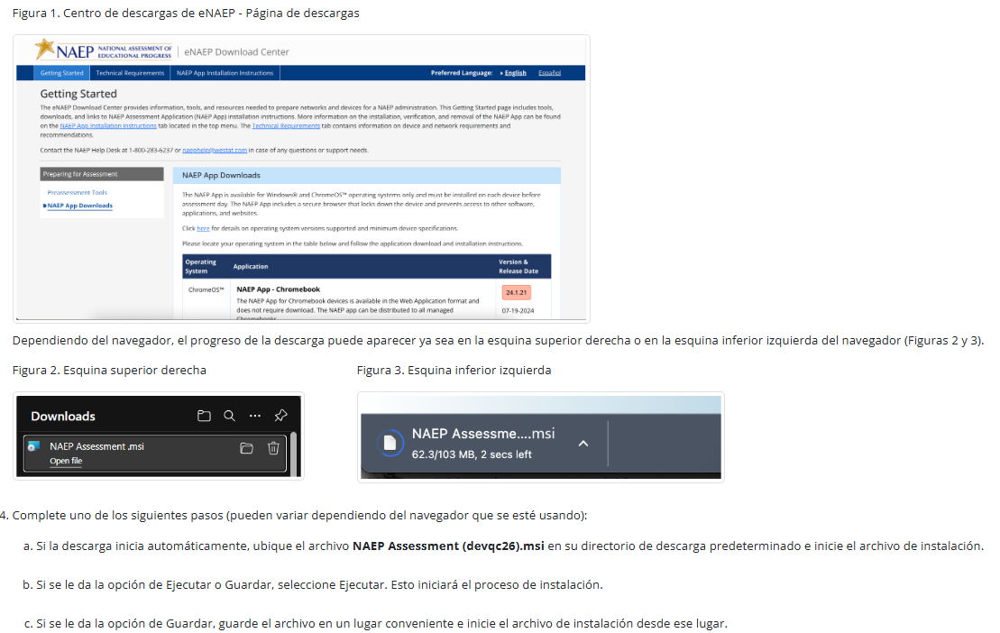 Figura 1. Centro de descargas de eNAEP - Página de descargas
NAEP NATIONAL ASSESSMENT OF EDUCATIONAL PROGRESS eNAEP Download Center
Getting Started Technical Requirements NAEP App Installation Instructions Preferred Language: English Español
Getting Started
The eNAEP Download Center provides information, tools, and resources needed to prepare networks and devices for a NAEP administration. This Getting Started page includes tools,
downloads, and links to NAEP Assessment Application (NAEP App) installation instructions. More information on the installation, verification, and removal of the NAEP App can be found
on the NAEP App Installation Instructions tab located in the top menu. The Technical Requirements tab contains information on device and network requirements and
recommendations.
Contact the NAEP Help Desk at 1-800-283-6237 or naephelp@westat.com in case of any questions or support needs.
Preparing for Assessment
Preassessment Tools
NAEP App Downloads
NAEP App Downloads
The NAEP App is available for Windows® and ChromeOS™ operating systems only and must be installed on each device before
assessment day. The NAEP App includes a secure browser that locks down the device and prevents access to other software,
applications, and websites.
Click here for details on operating system versions supported and minimum device specifications.
Please locate your operating system in the table below and follow the application download and installation instructions.
Operating System Application Version & Release Date
ChromeOS™ NAEP App - Chromebook 24.1.21
The NAEP App for Chromebook devices is available in the Web Application format and
does not require download. The NAEP app can be distributed to all managed 07-19-2024
Chromebooks
Dependiendo del navegador, el progreso de la descarga puede aparecer ya sea en la esquina superior derecha o en la esquina inferior izquierda del navegador (Figuras 2 y 3).
Figura 2. Esquina superior derecha
Downloads
NAEP Assessment .msi
Open file
Figura 3. Esquina inferior izquierda
NAEP Assessme....msi
62.3/103 MB, 2 secs left
4. Complete uno de los siguientes pasos (pueden variar dependiendo del navegador que se esté usando):
a. Si la descarga inicia automáticamente, ubique el archivo NAEP Assessment (devqc26).msi en su directorio de descarga predeterminado e inicie el archivo de instalación.
b. Si se le da la opción de Ejecutar o Guardar, seleccione Ejecutar. Esto iniciará el proceso de instalación.
c. Si se le da la opción de Guardar, guarde el archivo en un lugar conveniente e inicie el archivo de instalación desde ese lugar.